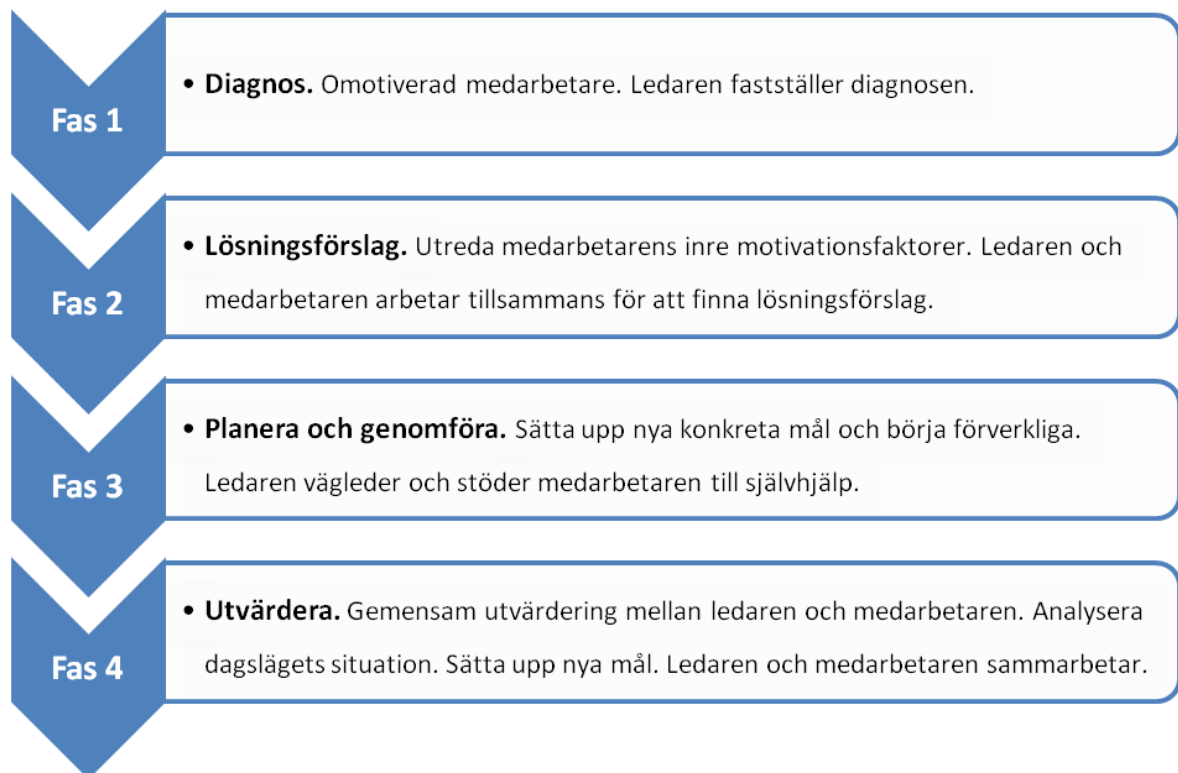 Fas 1
• Diagnos. Omotiverad medarbetare. Ledaren fastställer diagnosen.
Fas 2
• Lösningsförslag. Utreda medarbetarens inre motivationsfaktorer. Ledaren och
medarbetaren arbetar tillsammans för att finna lösningsförslag.
Fas 3
• Planera och genomföra. Sätta upp nya konkreta mål och börja förverkliga.
Ledaren vägleder och stöder medarbetaren till självhjälp.
Fas 4
• Utvärdera. Gemensam utvärdering mellan ledaren och medarbetaren. Analysera
dagslägets situation. Sätta upp nya mål. Ledaren och medarbetaren sammarbetar.